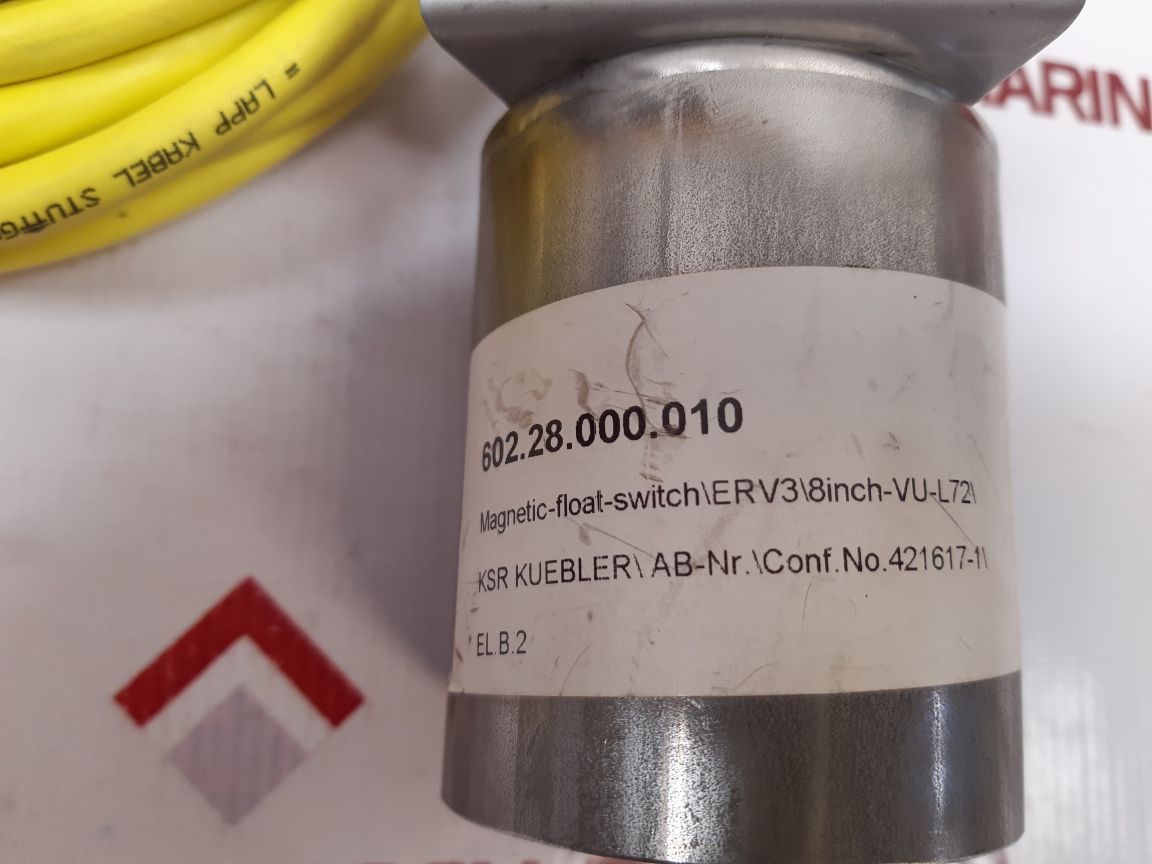 = LAPP KABEL STUTTG
ARIN
602.28.000.010
Magnetic-float-switch\ERV3\8inch-VU-L72\
KSR KUEBLER\ AB-Nr.\Conf.No.421617-1\
EL.B.2